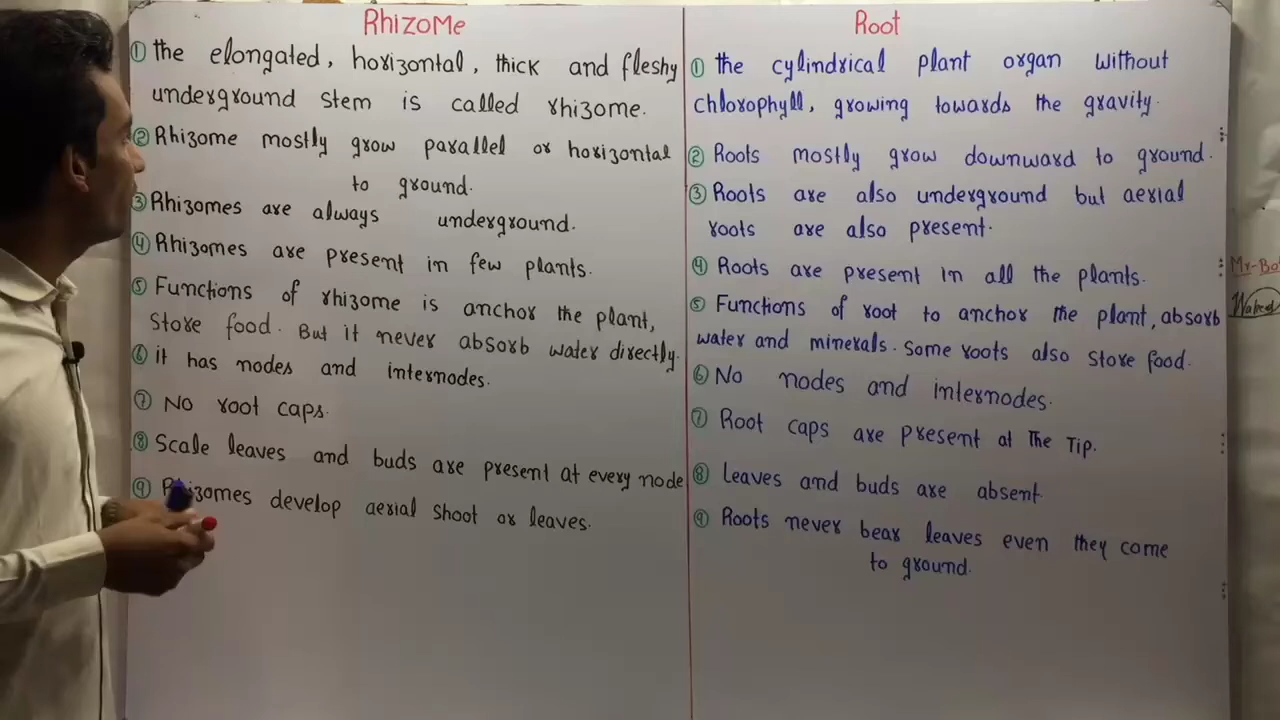 Rhizome
① the elongated, horizontal, thick and fleshy
underground stem is called rhizome.
② Rhizome mostly grow parallel or horizontal
to ground.
③ Rhizomes are always underground.
④ Rhizomes are present in few plants.
⑤ Functions of rhizome is anchor the plant,
store food. But it never absorb water directly.
⑥ it has nodes and internodes.
⑦ No root caps.
⑧ Scale leaves and buds are present at every node
⑨ Rhizomes develop aerial shoot or leaves.
Root
① the cylindrical plant organ without
chlorophyll, growing towards the gravity.
② Roots mostly grow downward to ground.
③ Roots are also underground but aerial
roots are also present.
④ Roots are present in all the plants.
⑤ Functions of root to anchor the plant, absorb
water and minerals. Some roots also store food.
⑥ No nodes and internodes.
⑦ Root caps are present at The Tip.
⑧ Leaves and buds are absent
⑨ Roots never bear leaves even they come
to ground.